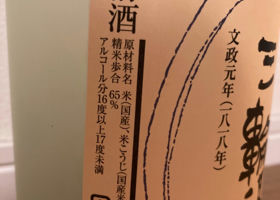 三
文政元年(一八一八年)
酒
原材料名 米(国産)、米こうじ(国産米
精米歩合 65%
アルコール分16度以上17度未満